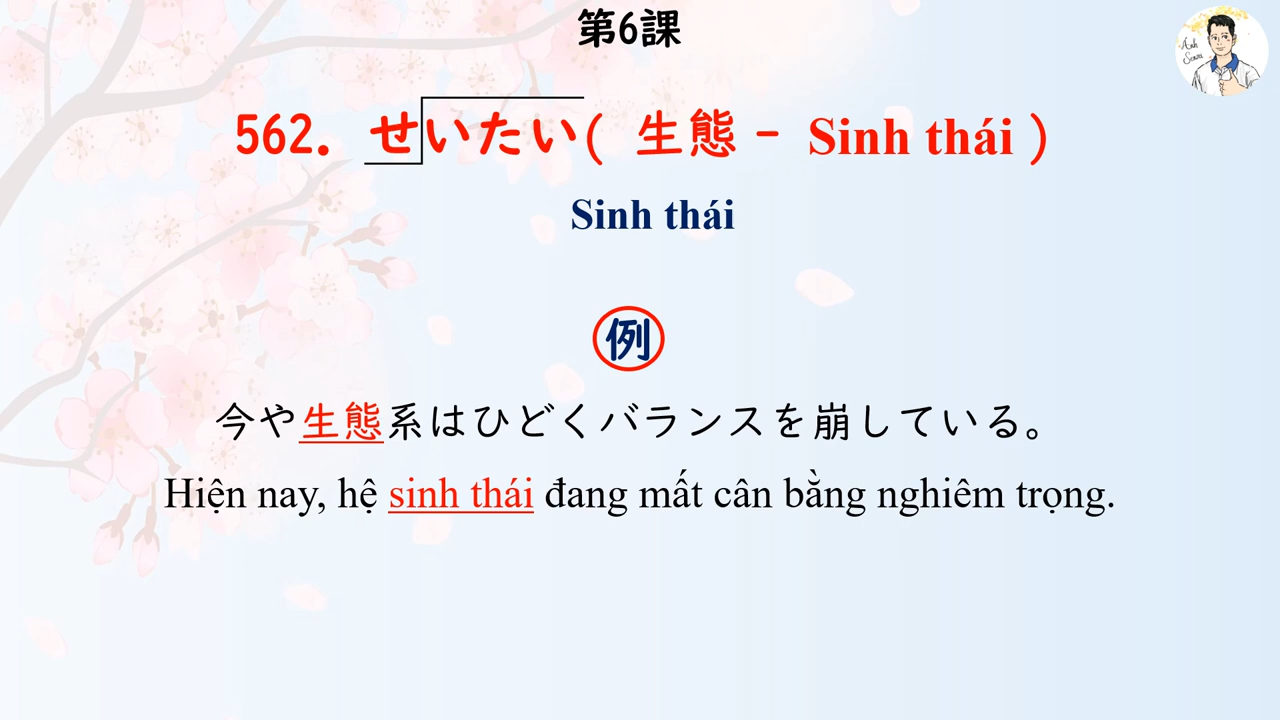 第6課
Anh
Sensei
562. せいたい( 生態 - Sinh thái )
Sinh thái
例
今や生態系はひどくバランスを崩している。
Hiện nay, hệ sinh thái đang mất cân bằng nghiêm trọng.